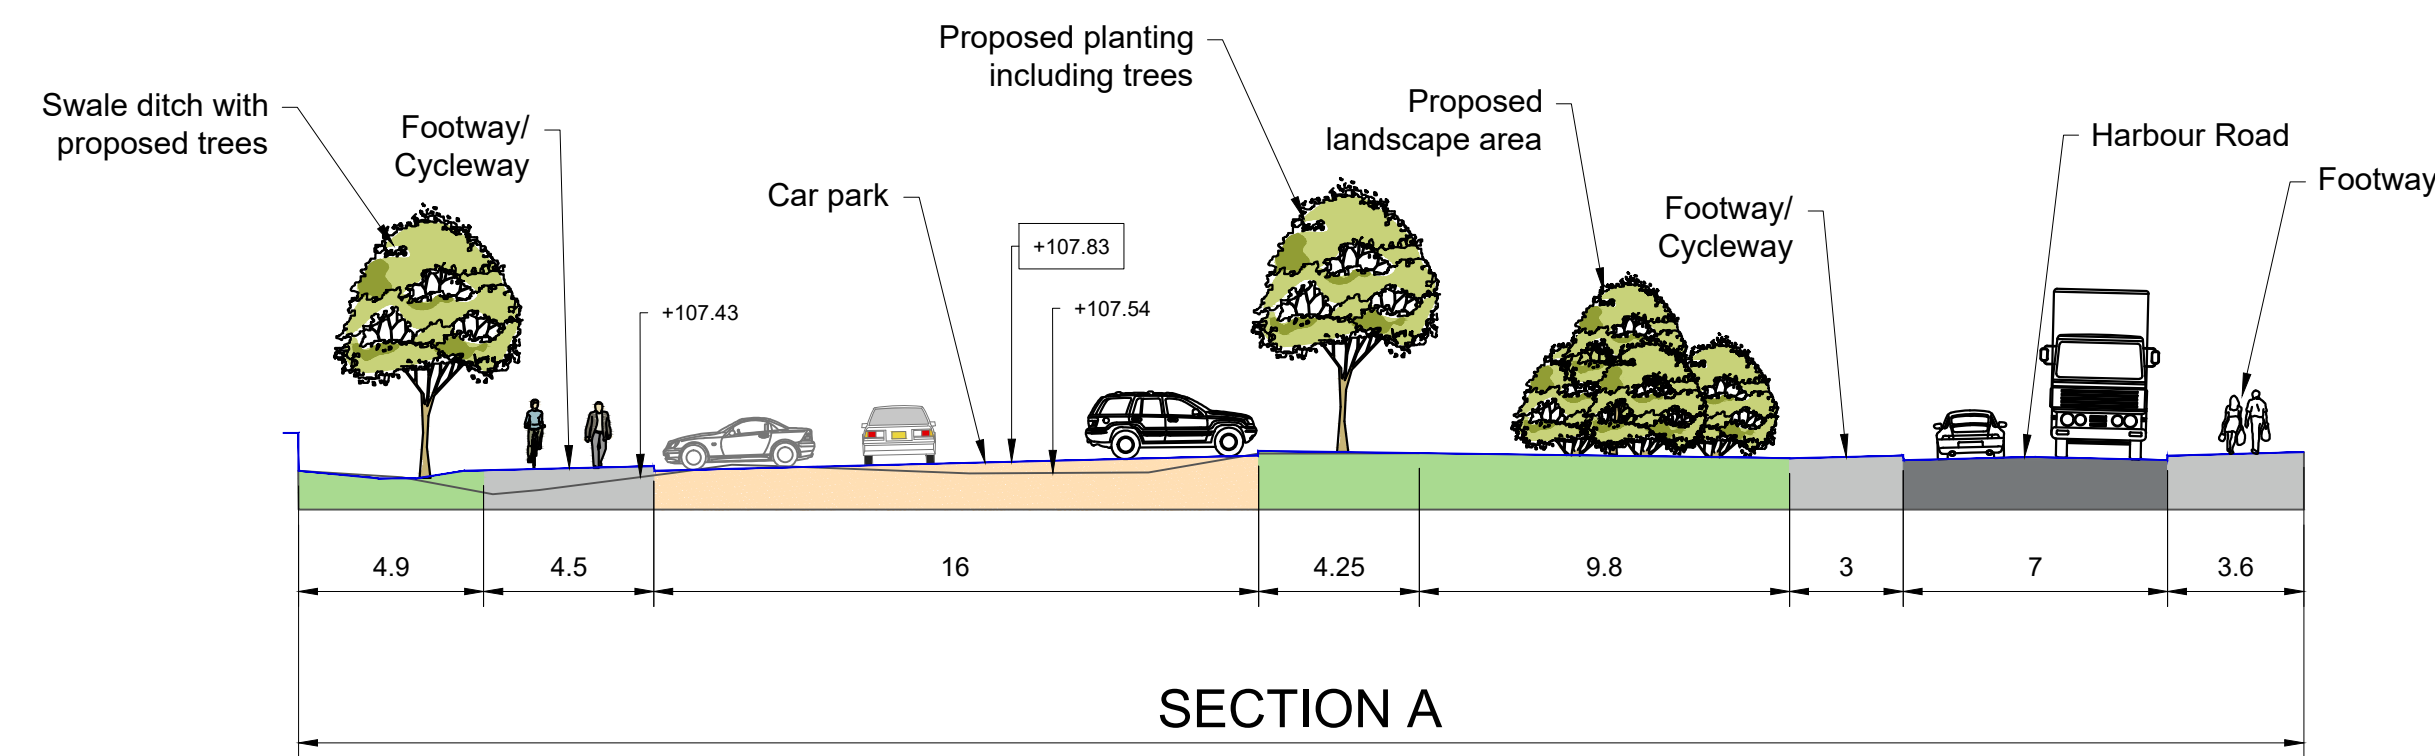 Proposed planting
including trees
Swale ditch with
proposed trees
Footway/
Cycleway
Proposed
landscape area
Harbour Road
Footway
Car park
Footway/
Cycleway
+107.83
+107.43
+107.54
4.9
4.5
16
4.25
9.8
3
7
3.6
SECTION A